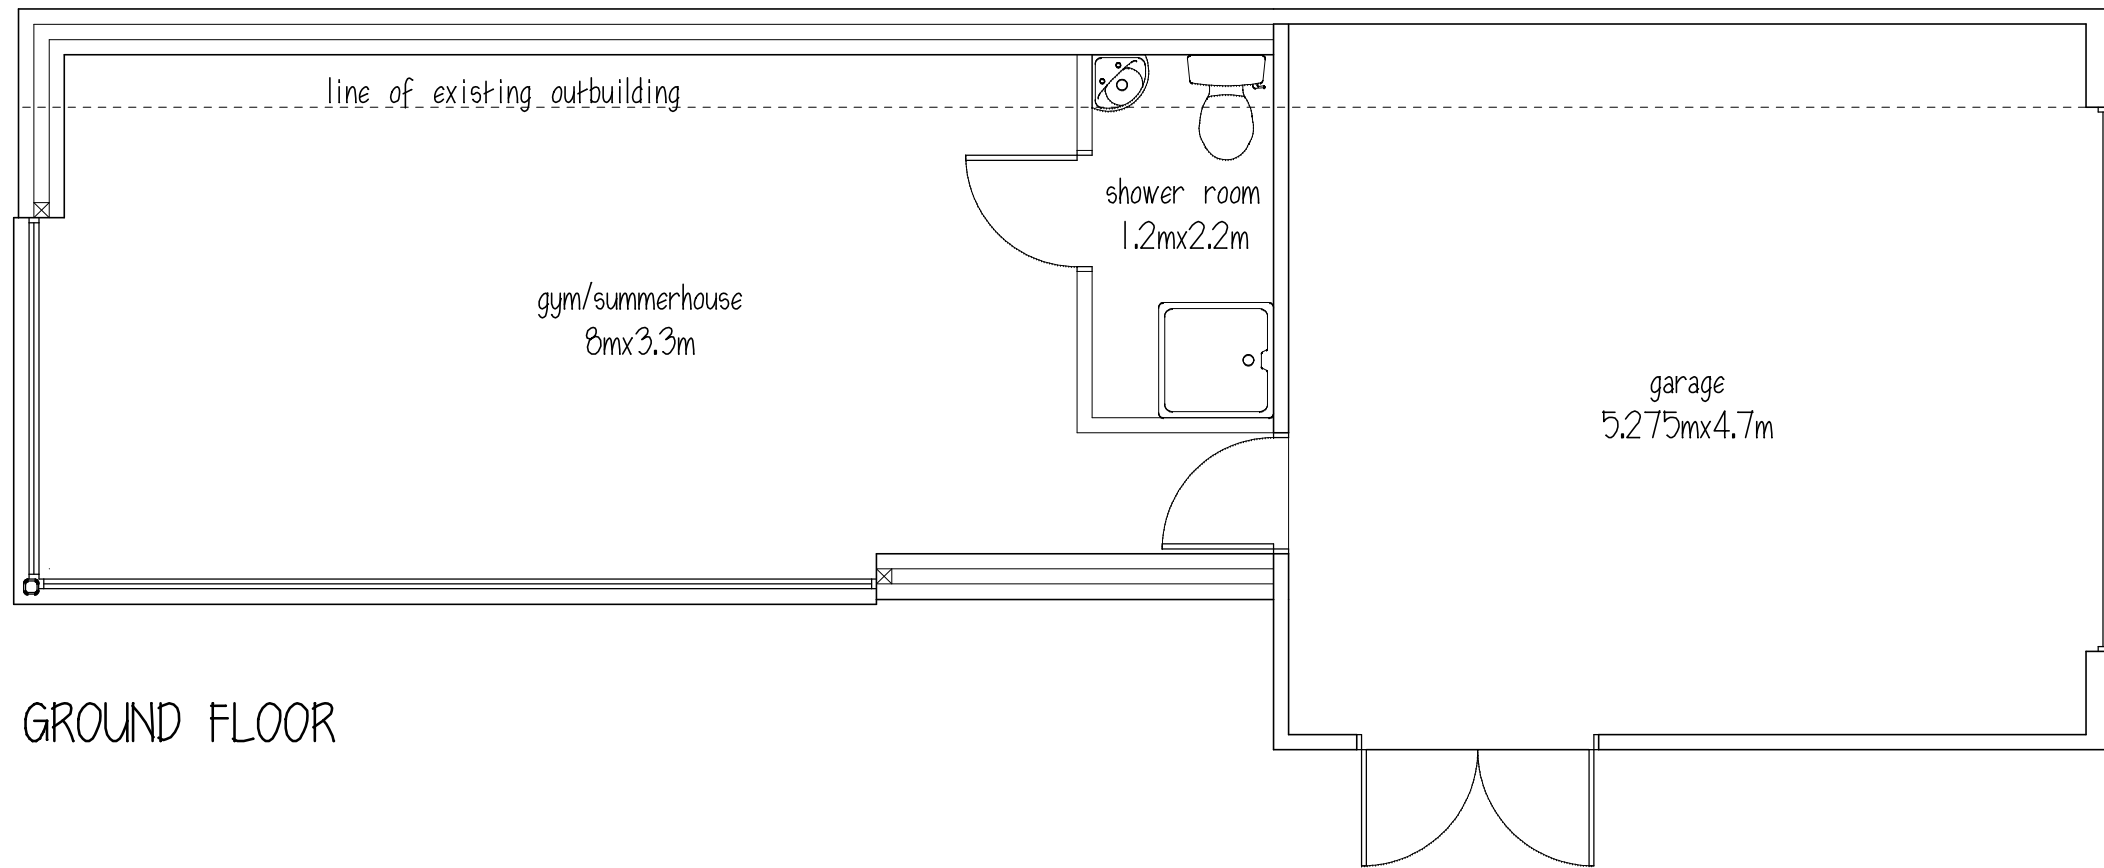 line of existing outbuilding
shower room
1.2mx2.2m
gym/summerhouse
8mx3.3m
garage
5.275mx4.7m
GROUND FLOOR